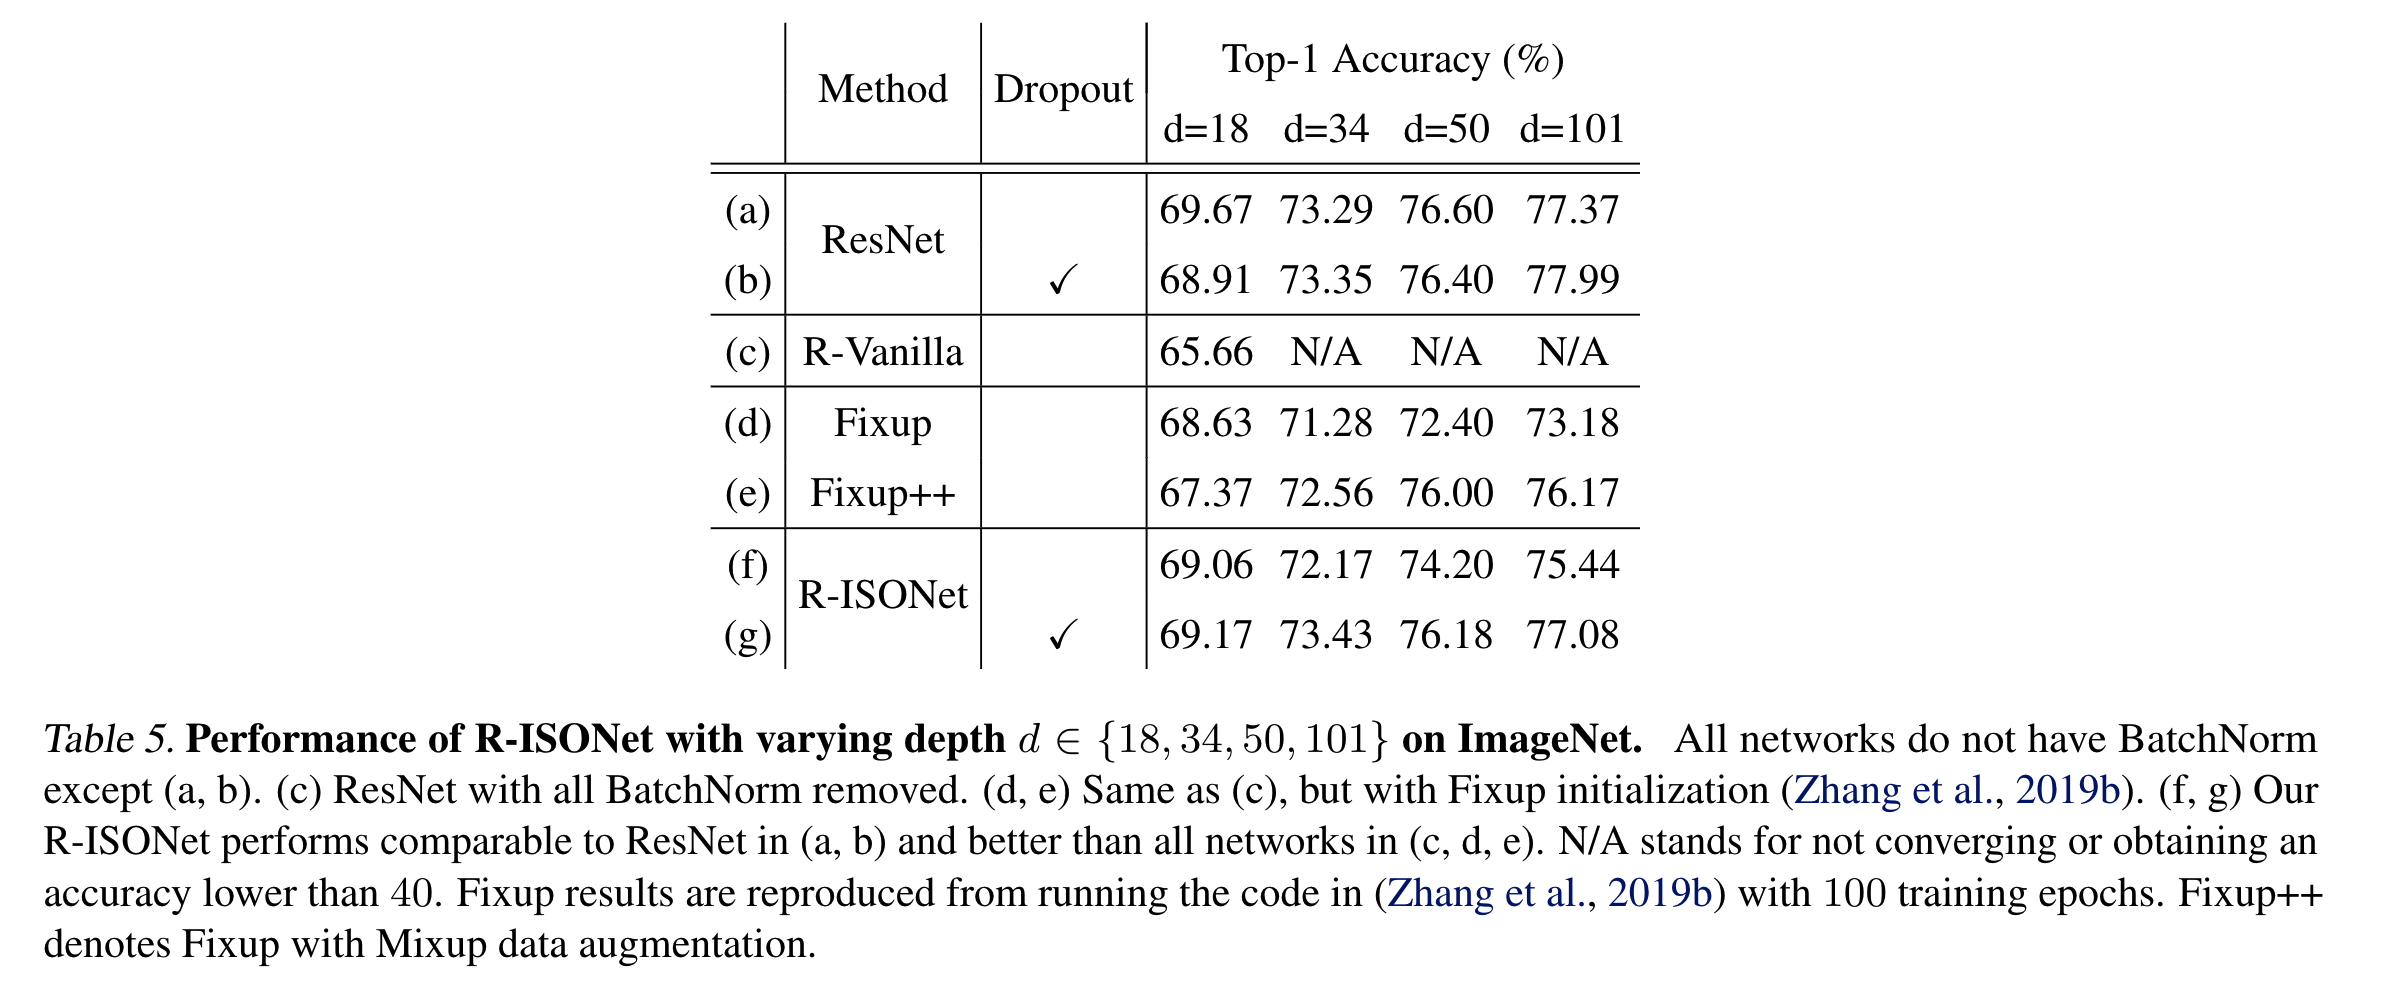 Top-1 Accuracy (%)
Method Dropout
d=18 d=34 d=50 d=101
(a) 69.67 73.29 76.60 77.37
ResNet
(b) ✓ 68.91 73.35 76.40 77.99
(c) R-Vanilla 65.66 N/A N/A N/A
(d) Fixup 68.63 71.28 72.40 73.18
(e) Fixup++ 67.37 72.56 76.00 76.17
(f) 69.06 72.17 74.20 75.44
R-ISONet
(g) ✓ 69.17 73.43 76.18 77.08
Table 5. Performance of R-ISONet with varying depth d ∈ {18, 34, 50, 101} on ImageNet. All networks do not have BatchNorm
except (a, b). (c) ResNet with all BatchNorm removed. (d, e) Same as (c), but with Fixup initialization (Zhang et al., 2019b). (f, g) Our
R-ISONet performs comparable to ResNet in (a, b) and better than all networks in (c, d, e). N/A stands for not converging or obtaining an
accuracy lower than 40. Fixup results are reproduced from running the code in (Zhang et al., 2019b) with 100 training epochs. Fixup++
denotes Fixup with Mixup data augmentation.